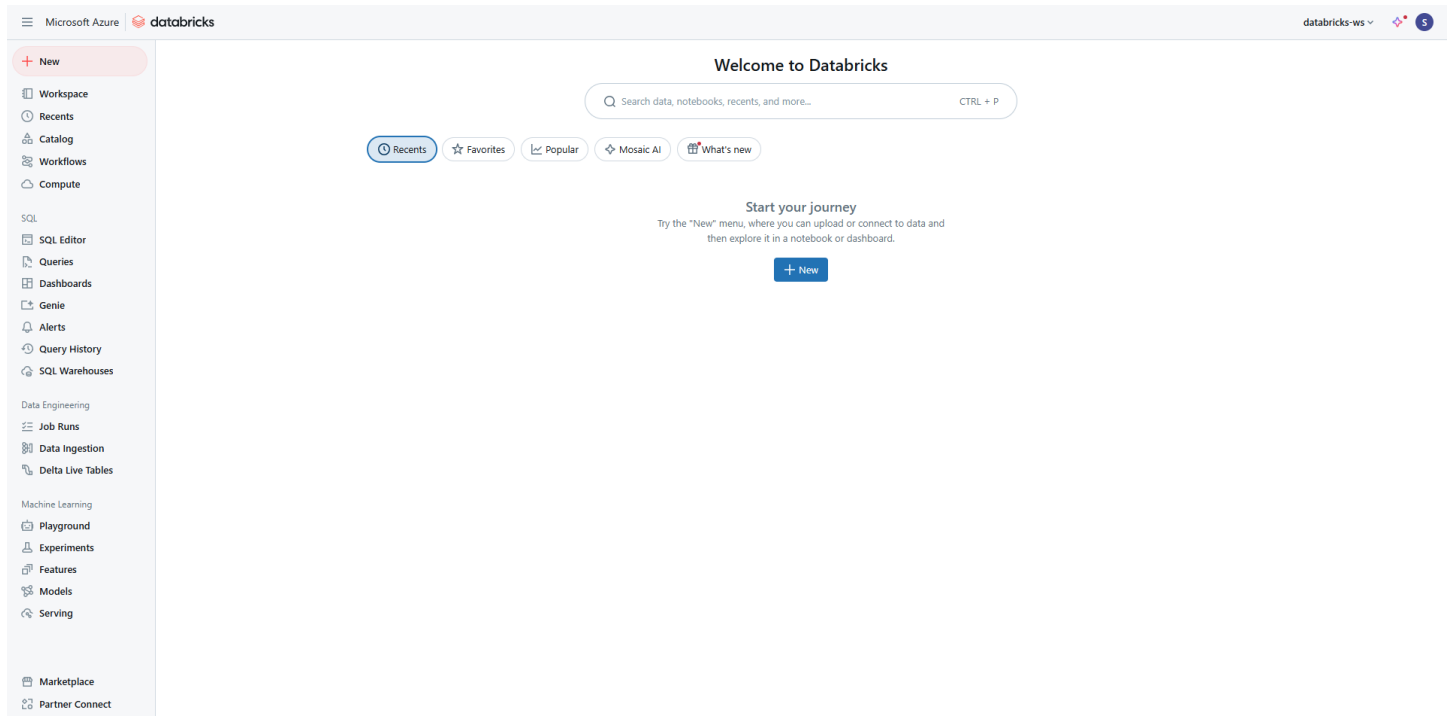 Microsoft Azure databricks
databricks-ws
S
New
Workspace
Recents
Catalog
Workflows
Compute
SQL
SQL Editor
Queries
Dashboards
Genie
Alerts
Query History
SQL Warehouses
Data Engineering
Job Runs
Data Ingestion
Delta Live Tables
Machine Learning
Playground
Experiments
Features
Models
Serving
Marketplace
Partner Connect
Welcome to Databricks
Search data, notebooks, recents, and more... CTRL + P
Recents Favorites Popular Mosaic AI What's new
Start your journey
Try the "New" menu, where you can upload or connect to data and
then explore it in a notebook or dashboard.
New